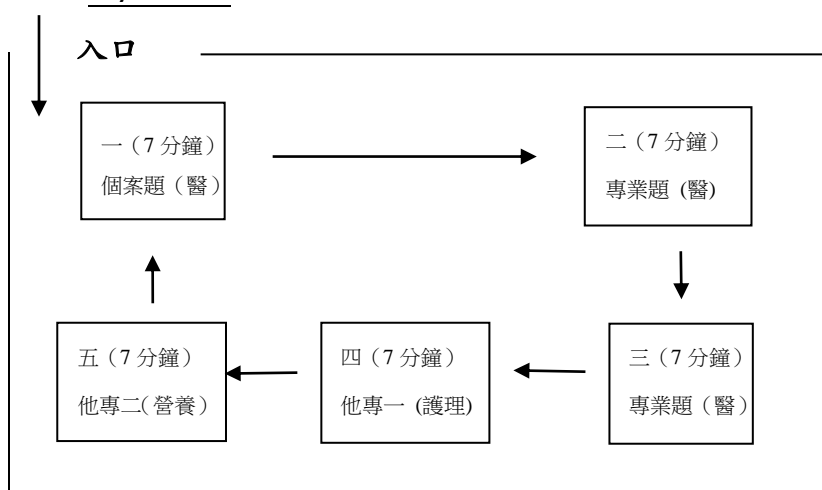 入口
一（7 分鐘）
個案題（醫）
二（7 分鐘）
專業題 (醫)
三（7 分鐘）
專業題（醫）
四（7 分鐘）
他專一 (護理)
五（7 分鐘）
他專二(營養）